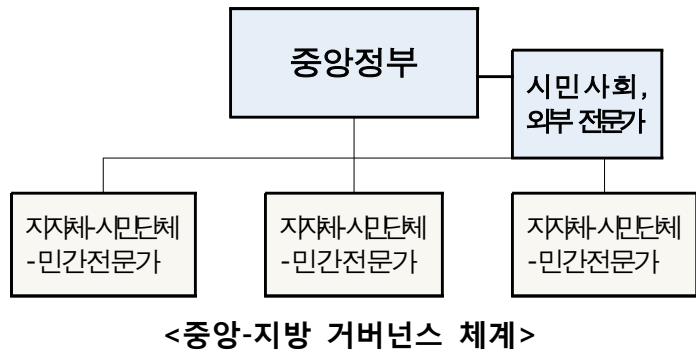 중앙정부
시민사회,
외부 전문가
지자체-시민단체
-민간전문가
지자체-시민단체
-민간전문가
지자체-시민단체
-민간전문가
<중앙-지방 거버넌스 체계>